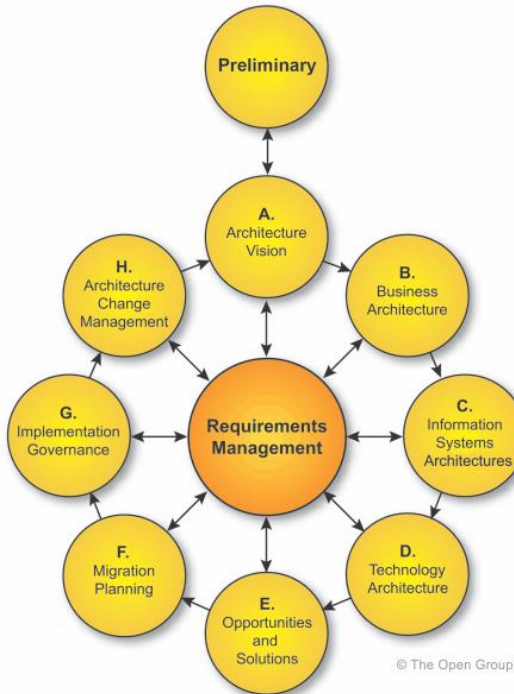 Preliminary
A.
Architecture
Vision
H.
Architecture
Change
Management
B.
Business
Architecture
G.
Implementation
Governance
Requirements
Management
C.
Information
Systems
Architectures
F.
Migration
Planning
D.
Technology
Architecture
E.
Opportunities
and
Solutions
© The Open Group